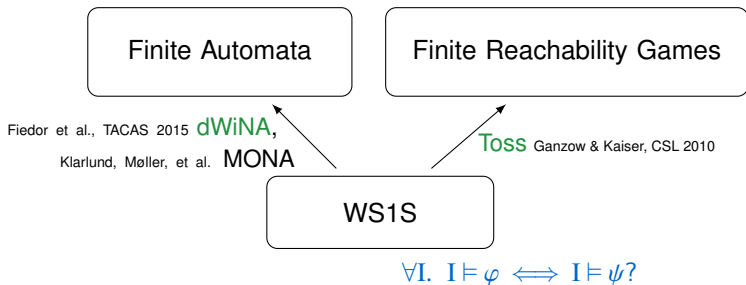 Finite Automata
Finite Reachability Games
Fiedor et al., TACAS 2015 dWiNA,
Klarlund, Møller, et al. MONA
Toss Ganzow & Kaiser, CSL 2010
WS1S
∀I. I ⊨ φ ⟺ I ⊨ ψ?